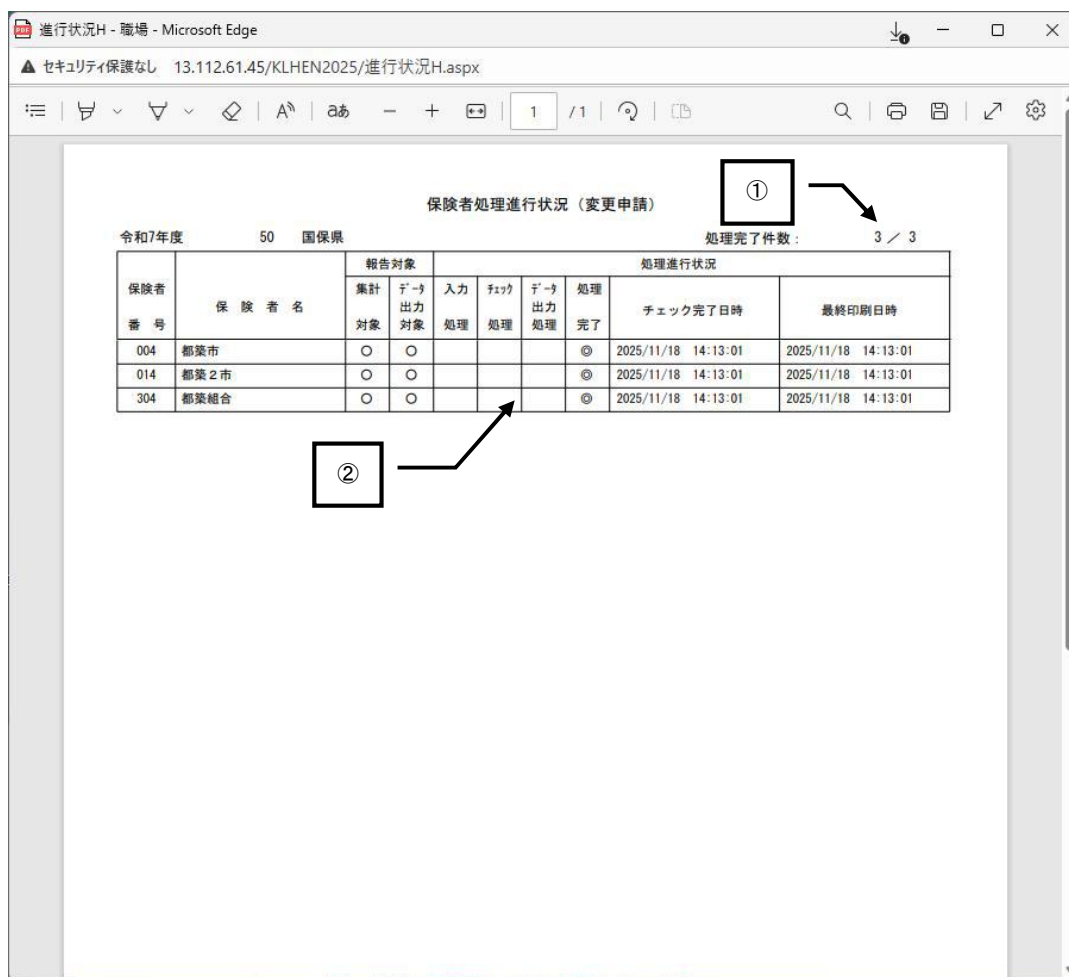 進行状況H - 職場 - Microsoft Edge
セキュリティ保護なし 13.112.61.45/KLHEN2025/進行状況H.aspx
aあ 1 / 1
保険者処理進行状況（変更申請）
①
令和7年度 50 国保県 処理完了件数： 3 ／ 3
保険者番号 保険者名 報告対象 処理進行状況
集計対象 ﾃﾞｰﾀ出力対象 入力処理 ﾁｪｯｸ処理 ﾃﾞｰﾀ出力処理 処理完了 チェック完了日時 最終印刷日時
004 都築市 ○ ○ ◎ 2025/11/18 14:13:01 2025/11/18 14:13:01
014 都築２市 ○ ○ ◎ 2025/11/18 14:13:01 2025/11/18 14:13:01
304 都築組合 ○ ○ ◎ 2025/11/18 14:13:01 2025/11/18 14:13:01
②